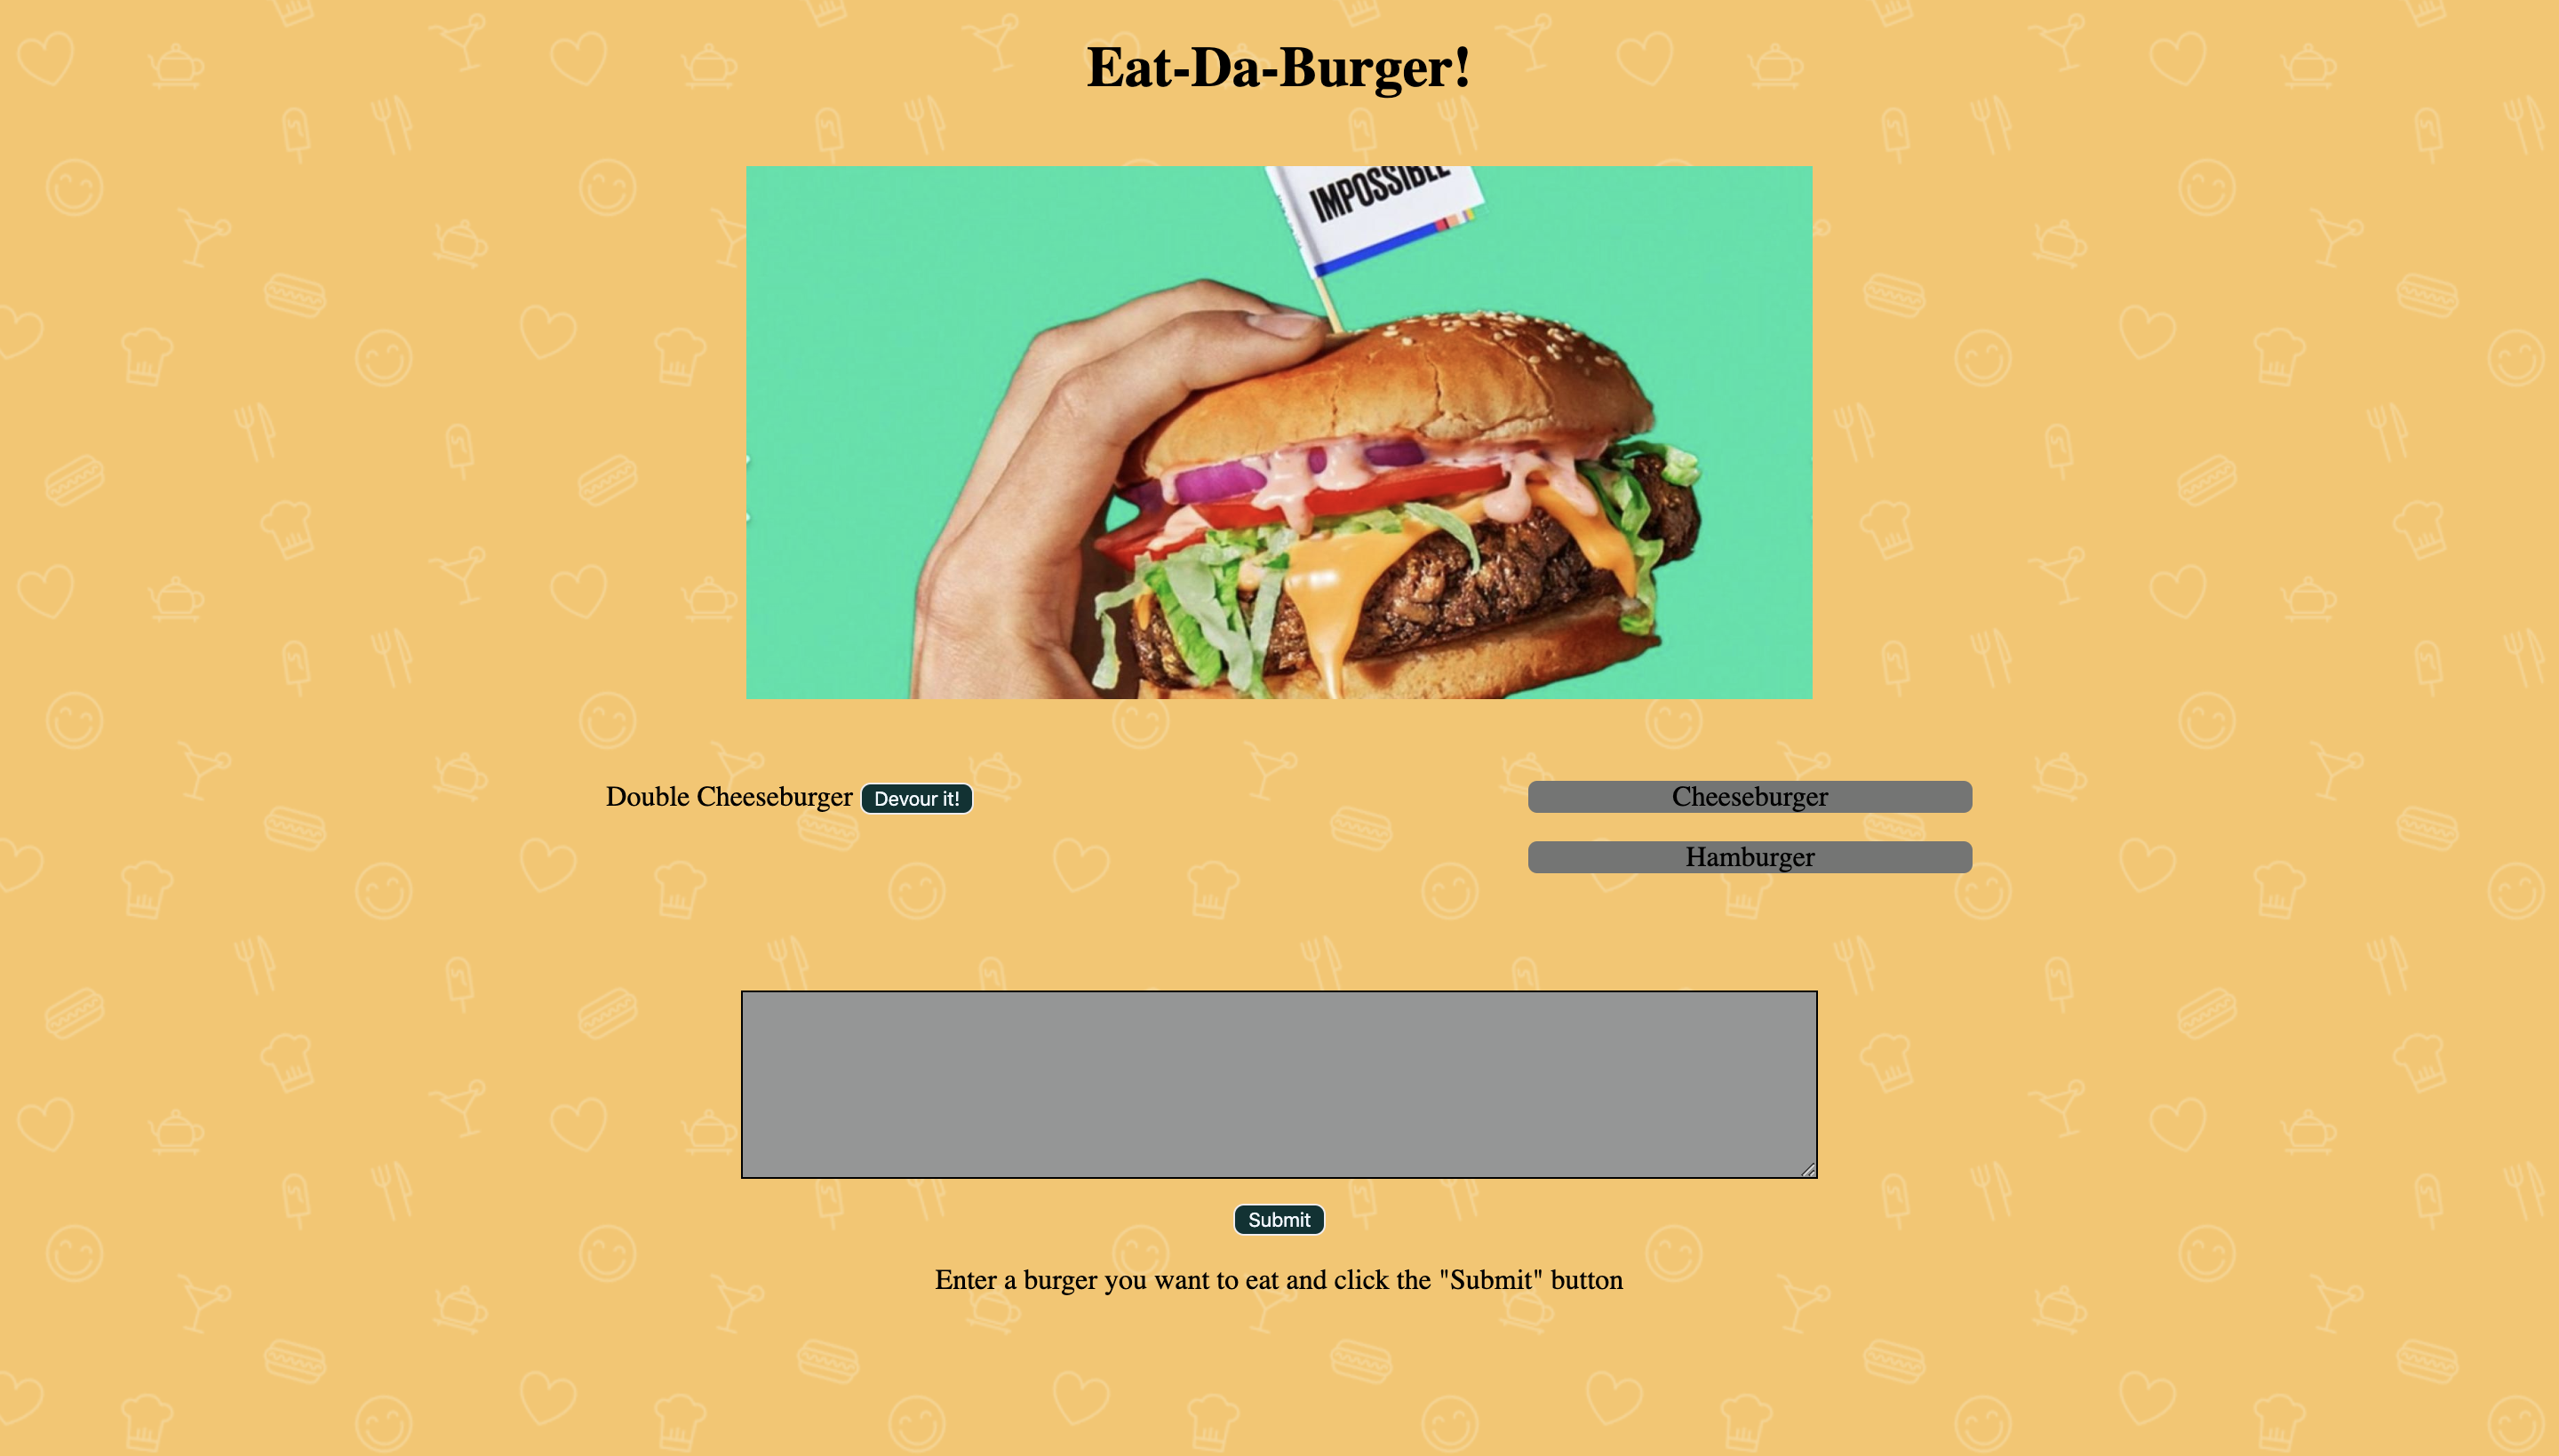 Eat-Da-Burger!
IMPOSSIBLE
Double Cheeseburger Devour it!
Cheeseburger
Hamburger
Submit
Enter a burger you want to eat and click the "Submit" button